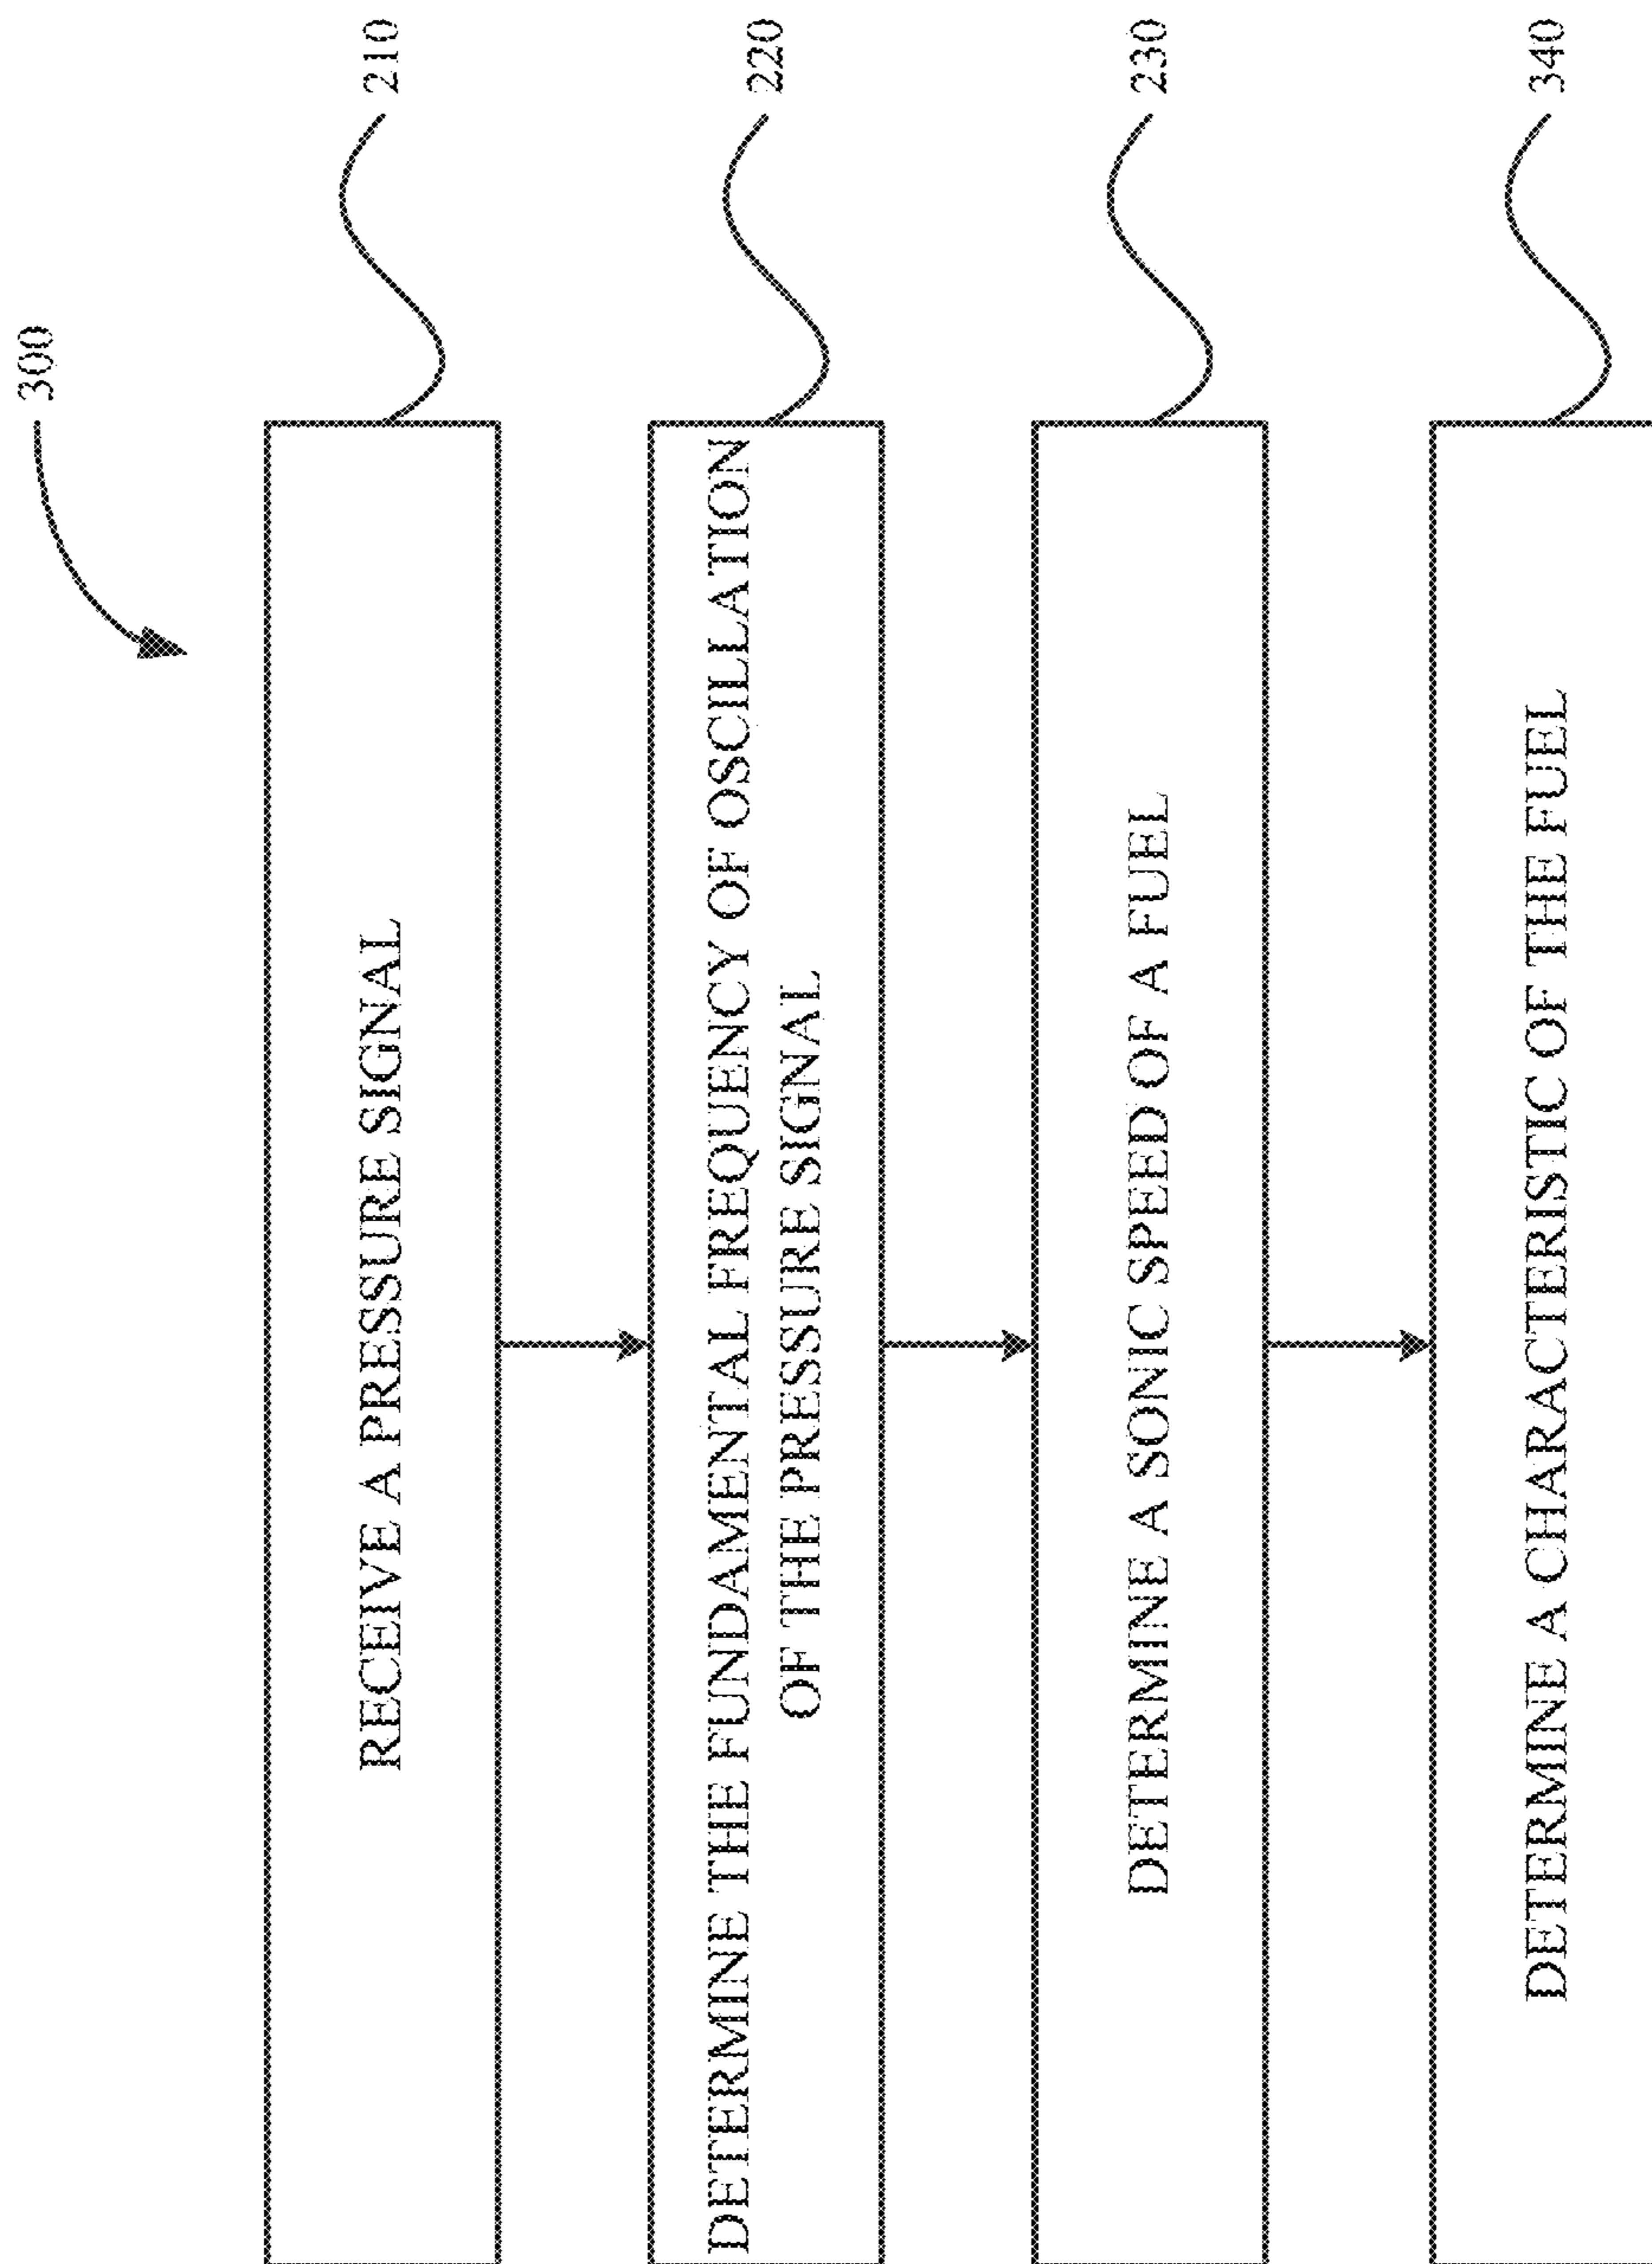 300
RECEIVE A PRESSURE SIGNAL
210
DETERMINE THE FUNDAMENTAL FREQUENCY OF OSCILLATION
OF THE PRESSURE SIGNAL
220
DETERMINE A SONIC SPEED OF A FUEL
230
DETERMINE A CHARACTERISTIC OF THE FUEL
340